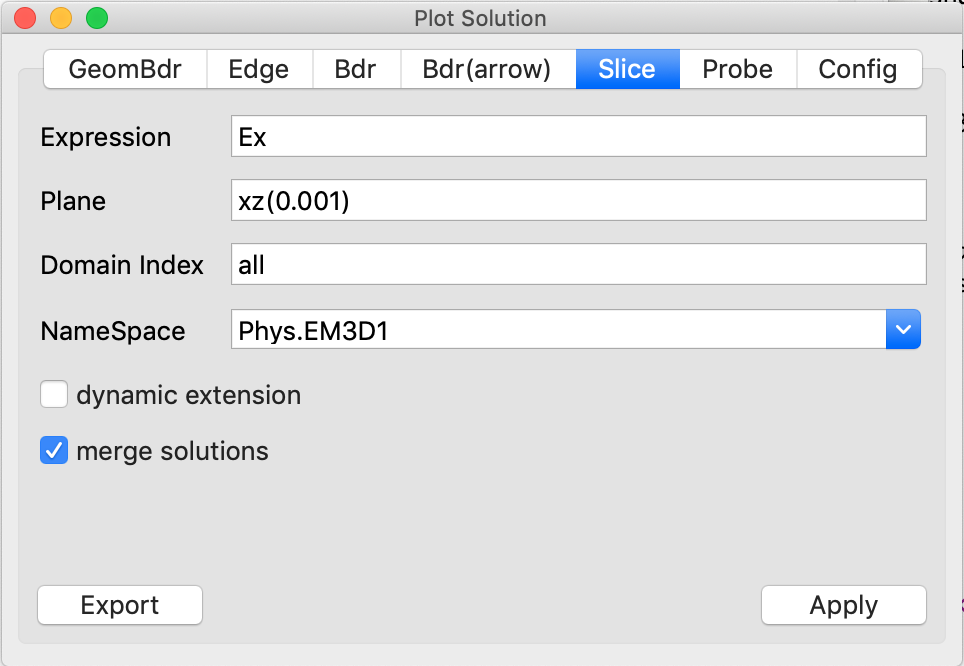 Plot Solution
GeomBdr Edge Bdr Bdr(arrow) Slice Probe Config
Expression Ex
Plane xz(0.001)
Domain Index all
NameSpace Phys.EM3D1
dynamic extension
merge solutions
Export Apply